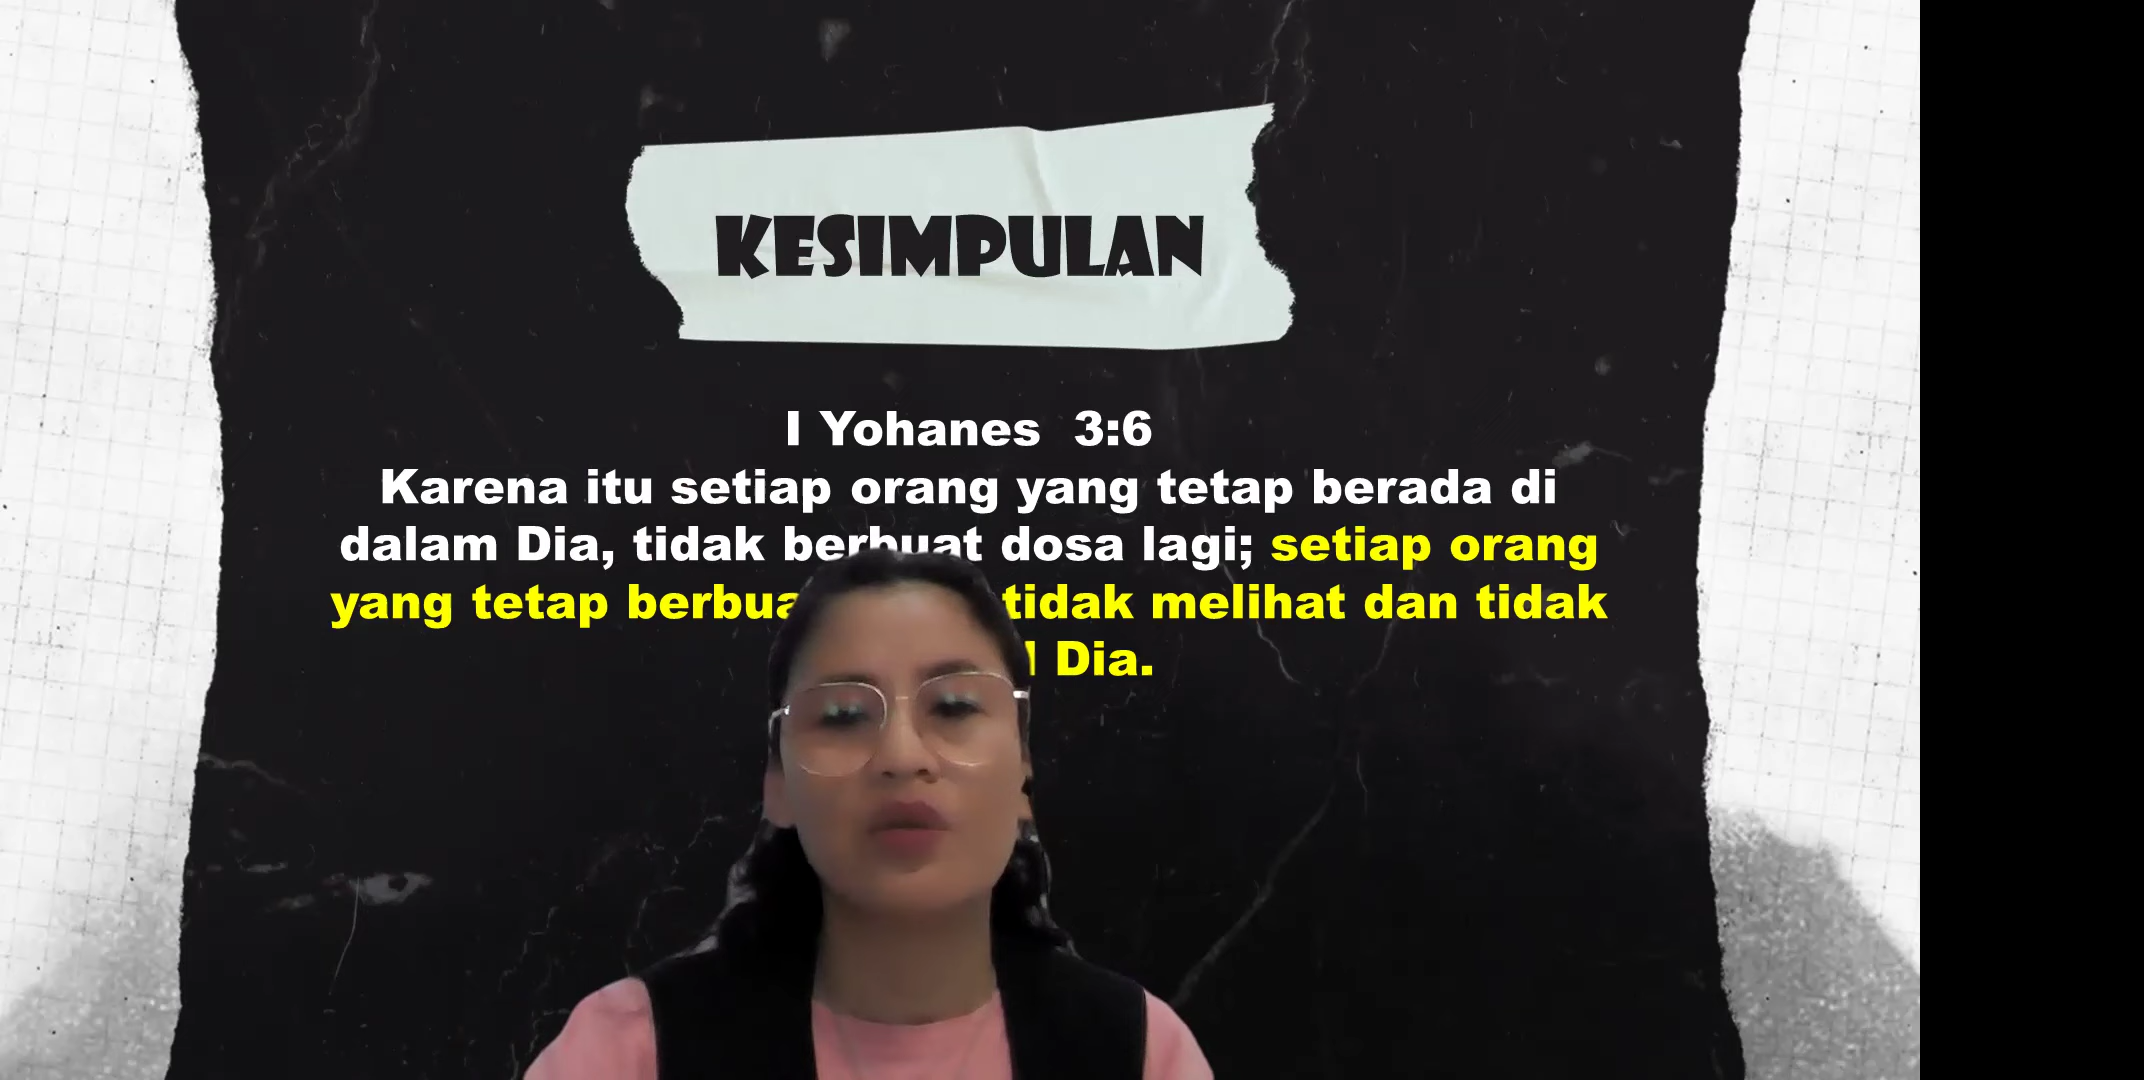 KESIMPULAN
I Yohanes 3:6
Karena itu setiap orang yang tetap berada di
dalam Dia, tidak berbuat dosa lagi; setiap orang
yang tetap tidak melihat dan tidak
Dia.